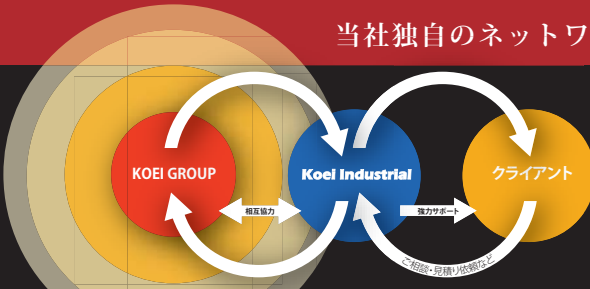 当社独自のネットワ
KOEI GROUP
Koei Industrial
クライアント
相互協力
強力サポート
ご相談・見積り依頼など